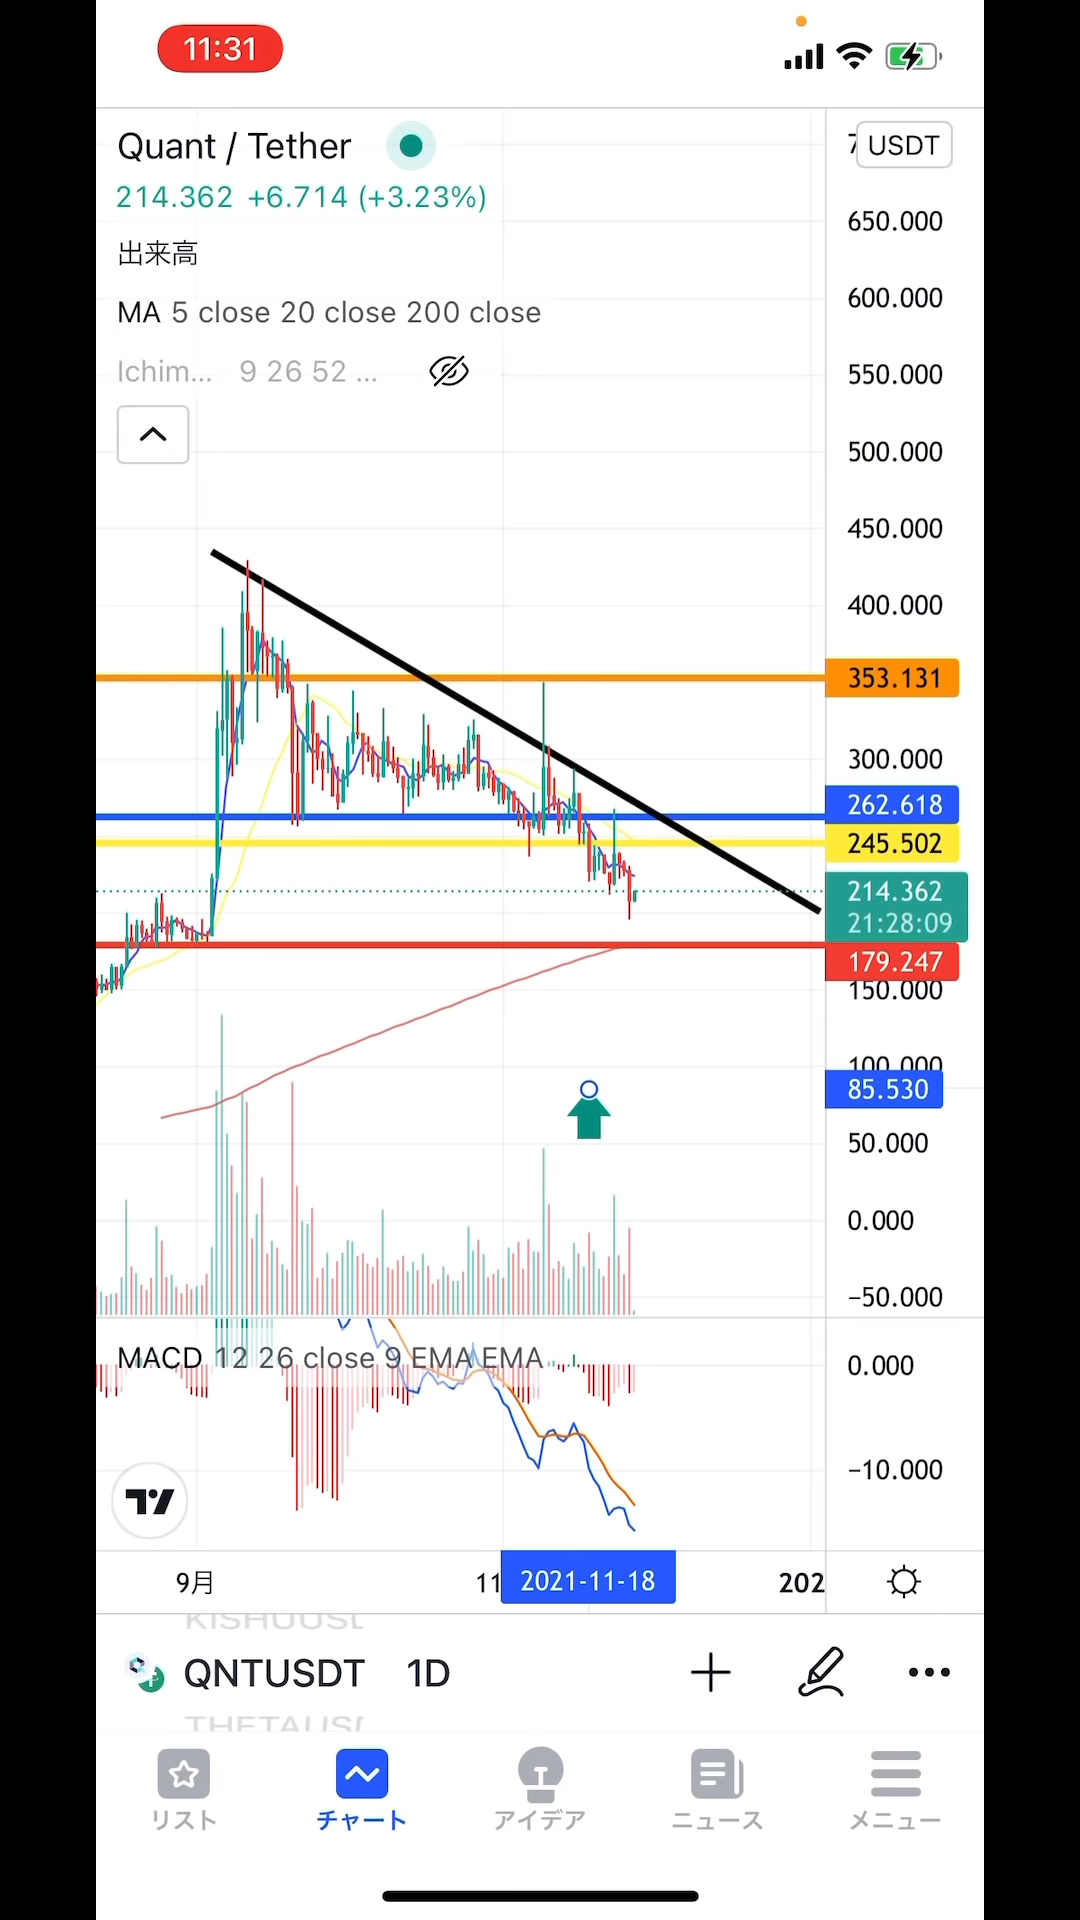 11:31
Quant / Tether
USDT
214.362 +6.714 (+3.23%)
650.000
出来高
600.000
MA 5 close 20 close 200 close
Ichim... 9 26 52 ...
550.000
500.000
450.000
400.000
353.131
300.000
262.618
245.502
214.362
21:28:09
179.247
150.000
100.000
85.530
50.000
0.000
−50.000
MACD 12 26 close 9 EMA EMA
0.000
−10.000
9月
11
2021-11-18
202
QNTUSDT 1D
リスト
チャート
アイデア
ニュース
メニュー